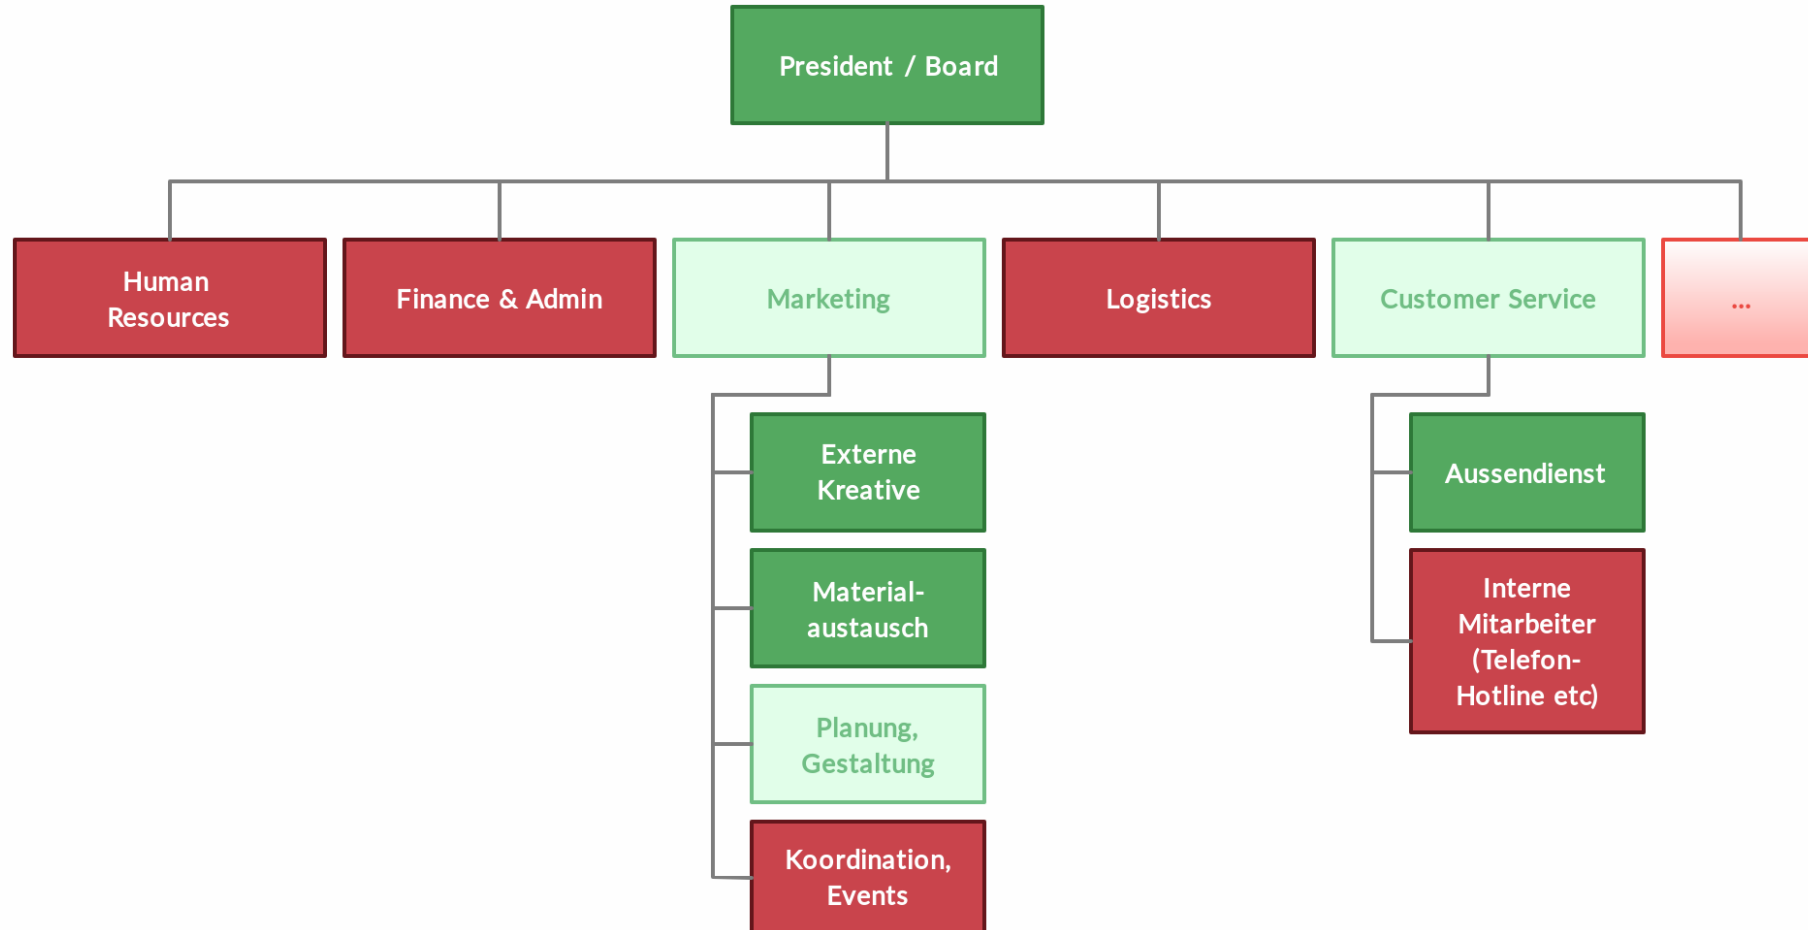 President / Board
Human
Resources
Finance & Admin
Marketing
Logistics
Customer Service
...
Externe
Kreative
Material-
austausch
Planung,
Gestaltung
Koordination,
Events
Aussendienst
Interne
Mitarbeiter
(Telefon-
Hotline etc)